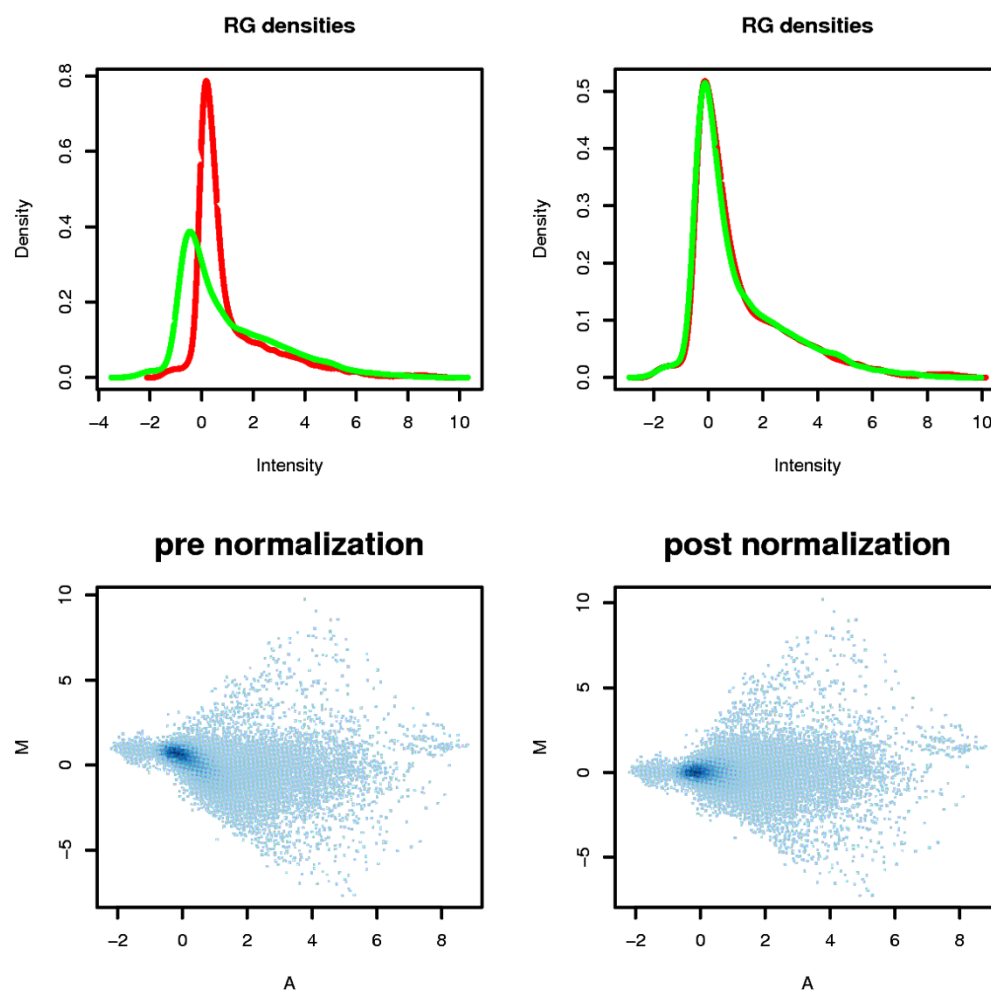 RG densities
RG densities
Density
0.0
0.2
0.4
0.6
0.8
−4 −2 0 2 4 6 8 10
Intensity
Density
0.0
0.1
0.2
0.3
0.4
0.5
−2 0 2 4 6 8 10
Intensity
pre normalization
post normalization
M
−5
0
5
10
−2 0 2 4 6 8
A
M
−5
0
5
10
−2 0 2 4 6 8
A